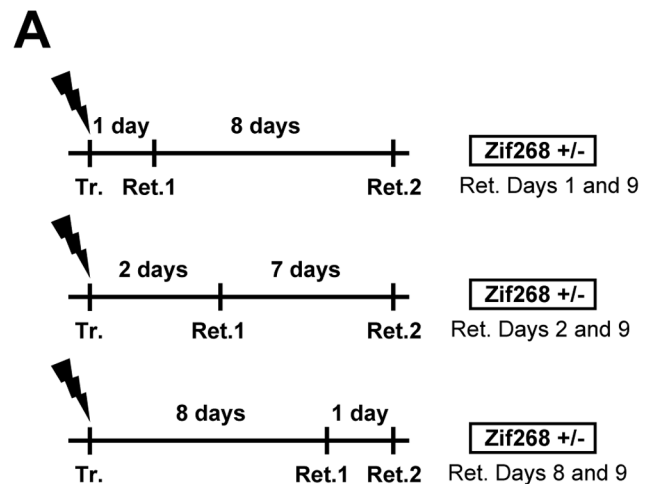 A
1 day 8 days
Zif268 +/-
Tr. Ret.1 Ret.2 Ret. Days 1 and 9
2 days 7 days
Zif268 +/-
Tr. Ret.1 Ret.2 Ret. Days 2 and 9
8 days 1 day
Zif268 +/-
Tr. Ret.1 Ret.2 Ret. Days 8 and 9